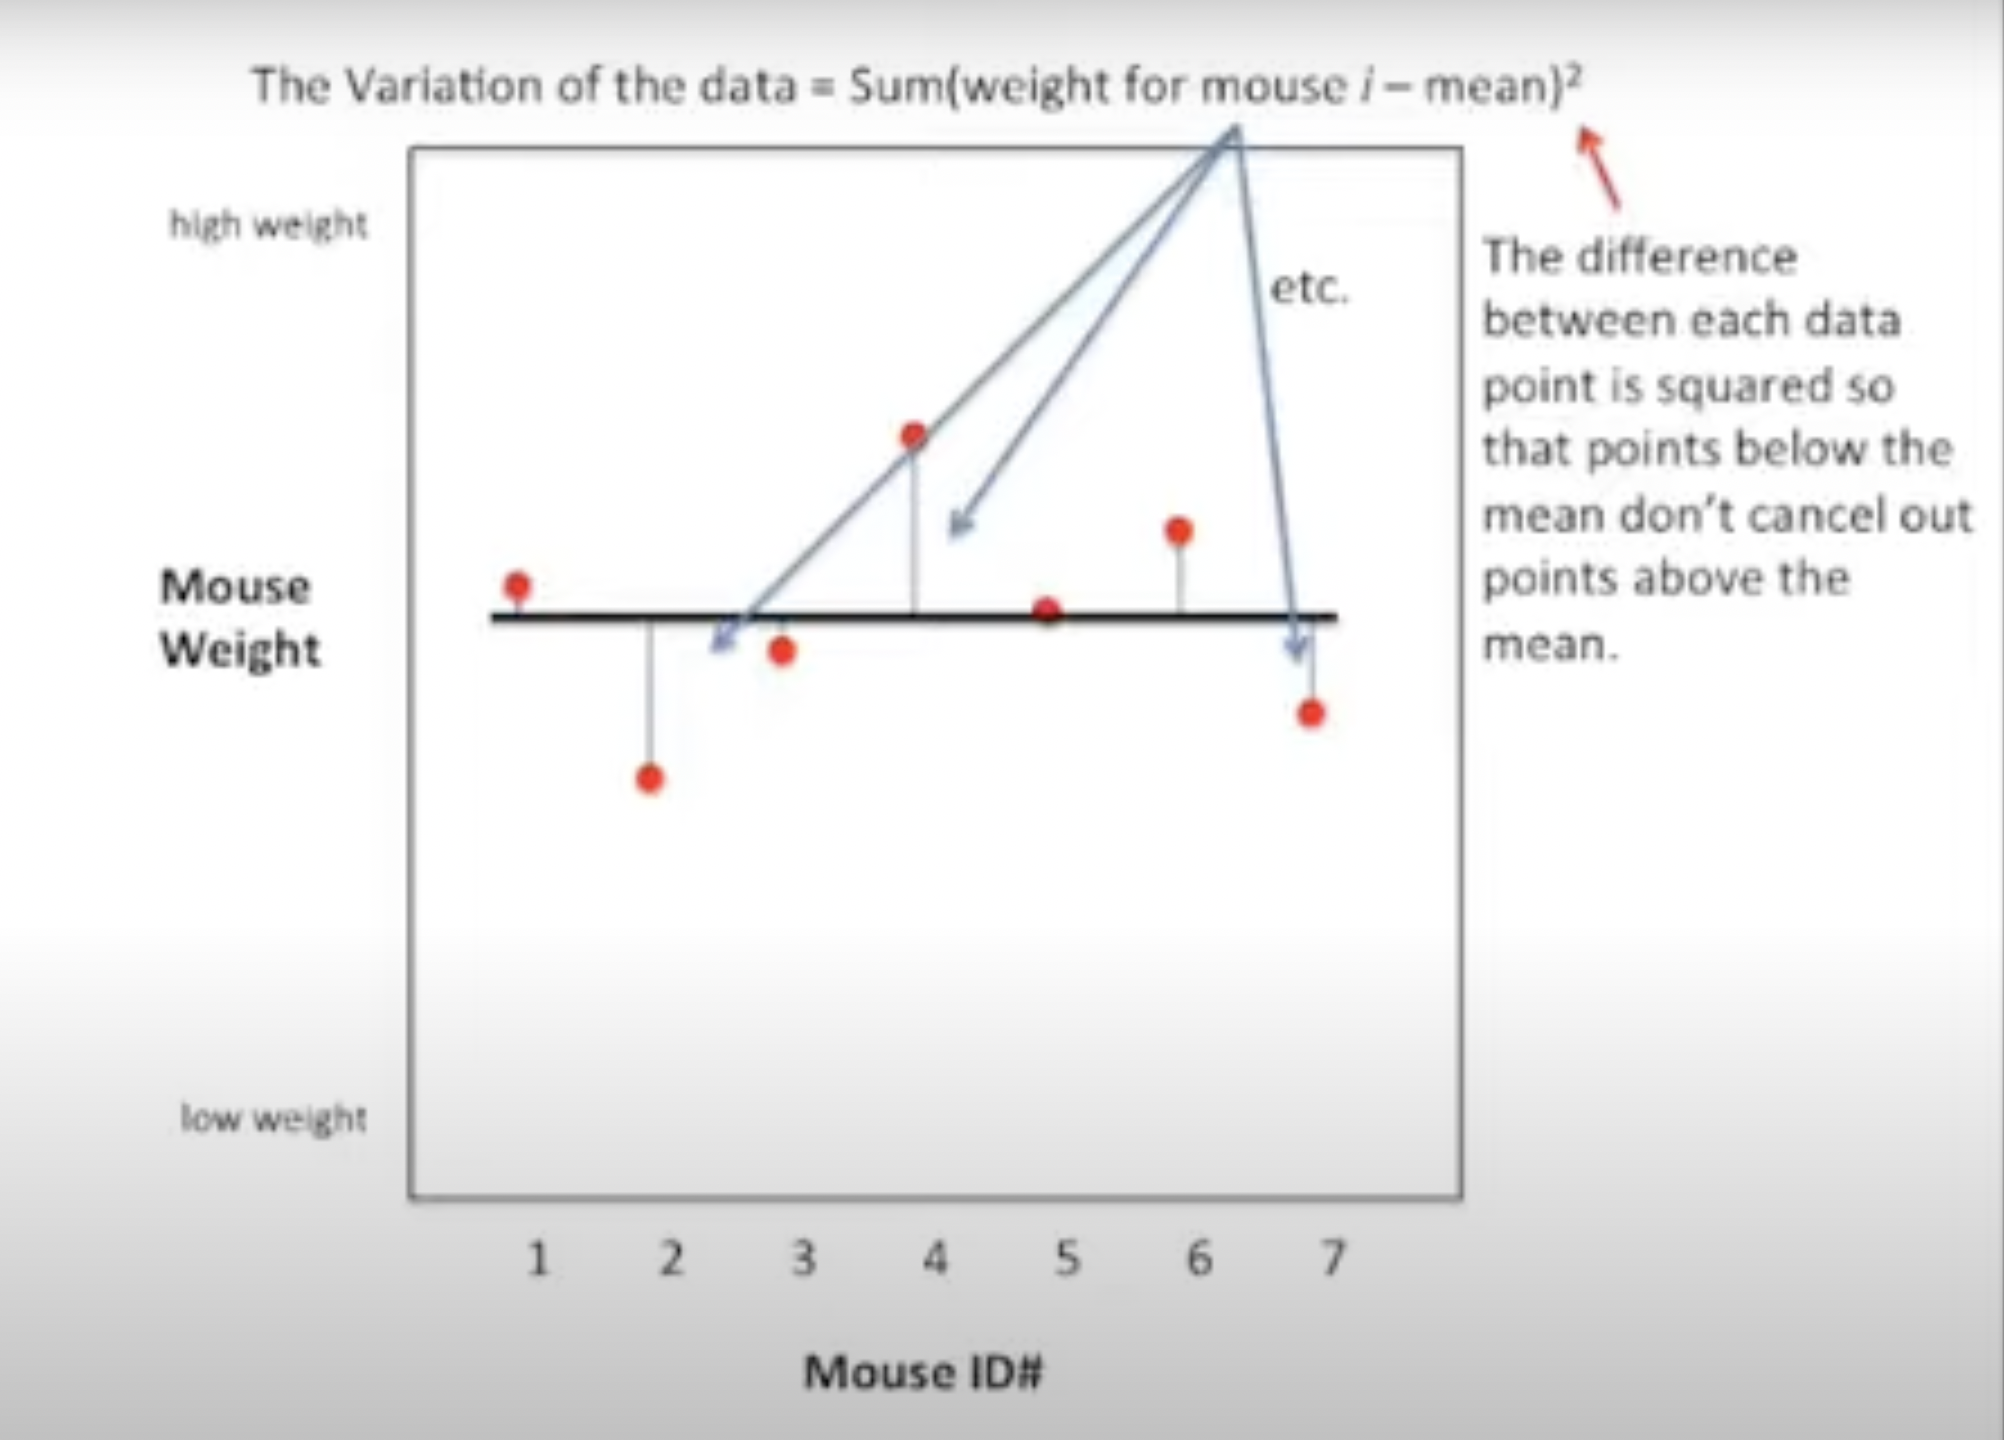 The Variation of the data = Sum(weight for mouse i – mean)²
high weight
etc.
The difference
between each data
point is squared so
that points below the
mean don't cancel out
points above the
mean.
Mouse
Weight
low weight
1 2 3 4 5 6 7
Mouse ID#